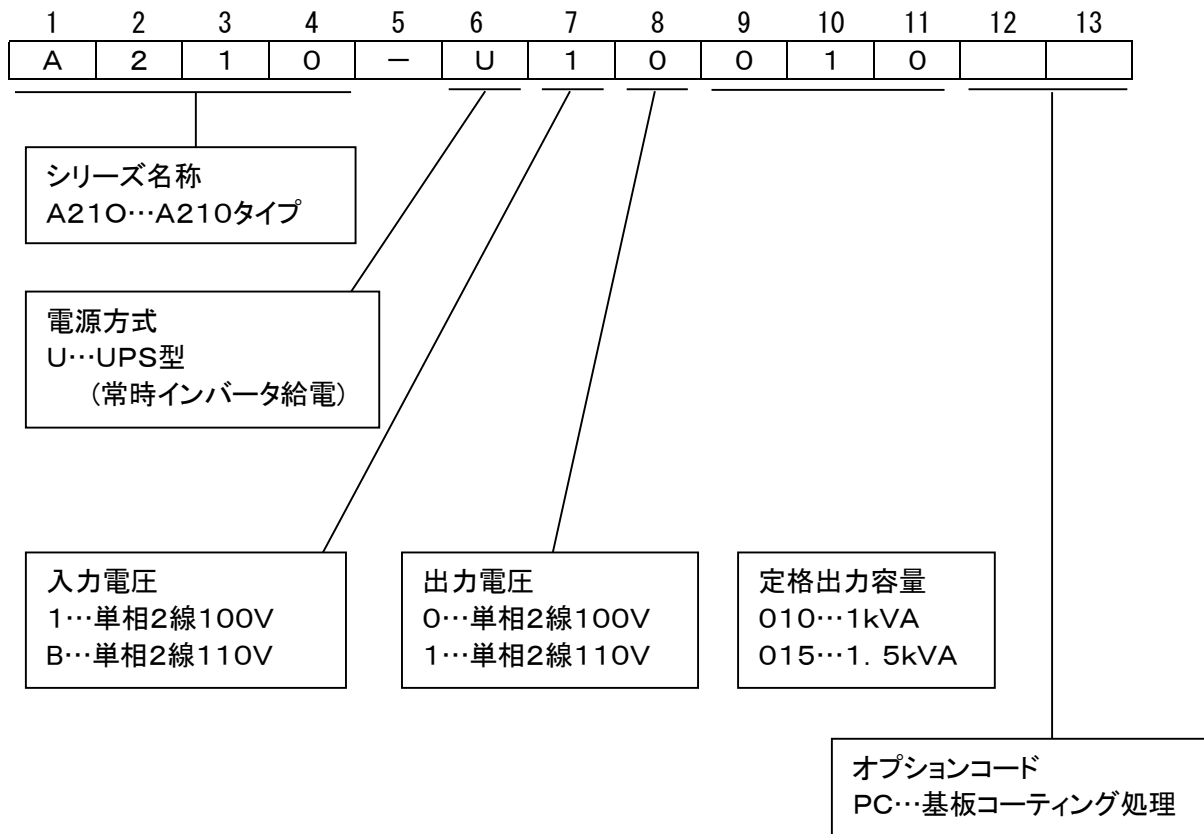 1 2 3 4 5 6 7 8 9 10 11 12 13
A 2 1 0 － U 1 0 0 1 0
シリーズ名称
A21O…A210タイプ
電源方式
U…UPS型
(常時インバータ給電)
入力電圧
1…単相2線100V
B…単相2線110V
出力電圧
0…単相2線100V
1…単相2線110V
定格出力容量
010…1kVA
015…1．5kVA
オプションコード
PC…基板コーティング処理